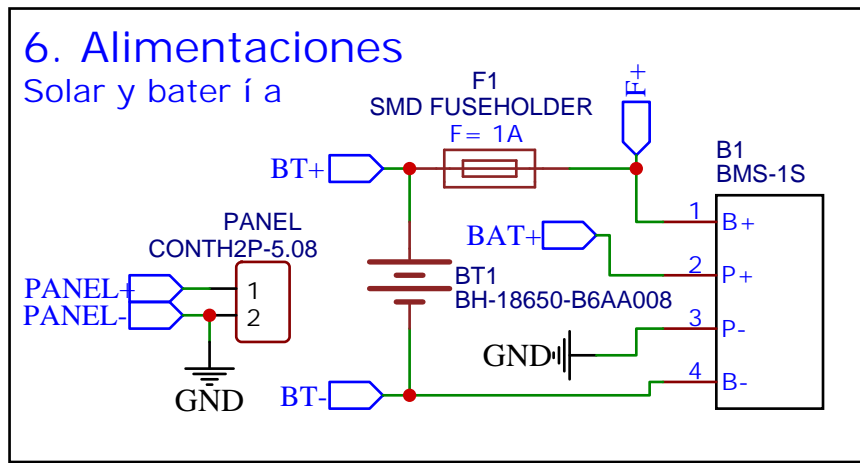 6. Alimentaciones
Solar y batería
F1
SMD FUSEHOLDER
F= 1A
F+
BT+
B1
BMS-1S
1 B+
BAT+
2 P+
PANEL
CONTH2P-5.08
PANEL+ 1
PANEL- 2
GND
BT1
BH-18650-B6AA008
3 P-
GND
4 B-
BT-